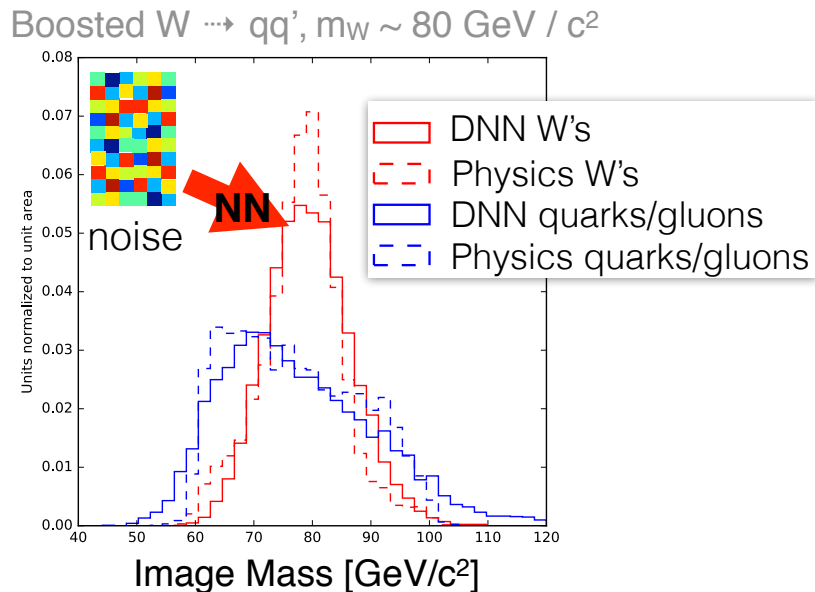 Boosted W ⇢ qq’, mW ~ 80 GeV / c²
0.08
0.07
0.06
0.05
0.04
0.03
0.02
0.01
0.00
Units normalized to unit area
noise
NN
DNN W's
Physics W's
DNN quarks/gluons
Physics quarks/gluons
40 50 60 70 80 90 100 110 120
Image Mass [GeV/c²]